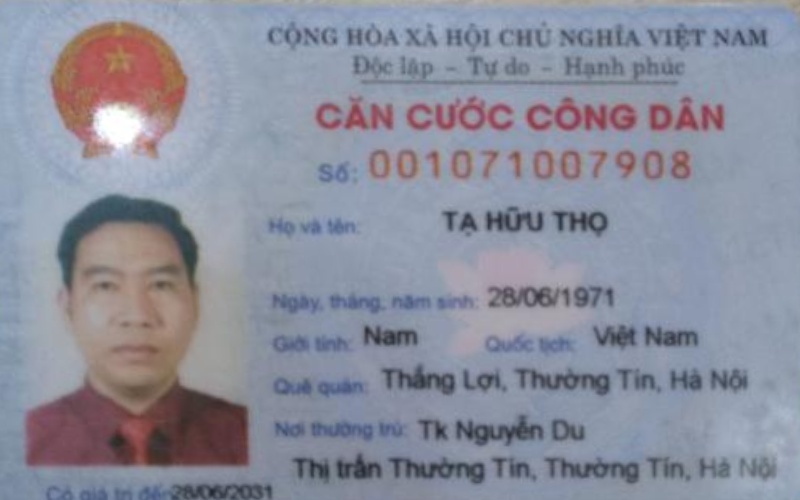 CỘNG HÒA XÃ HỘI CHỦ NGHĨA VIỆT NAM
Độc lập – Tự do – Hạnh phúc
CĂN CƯỚC CÔNG DÂN
Số: 001071007908
Họ và tên: TẠ HỮU THỌ
Ngày, tháng, năm sinh: 28/06/1971
Giới tính: Nam Quốc tịch: Việt Nam
Quê quán: Thắng Lợi, Thường Tín, Hà Nội
Nơi thường trú: Tk Nguyễn Du
Thị trấn Thường Tín, Thường Tín, Hà Nội
Có giá trị đến: 28/06/2031